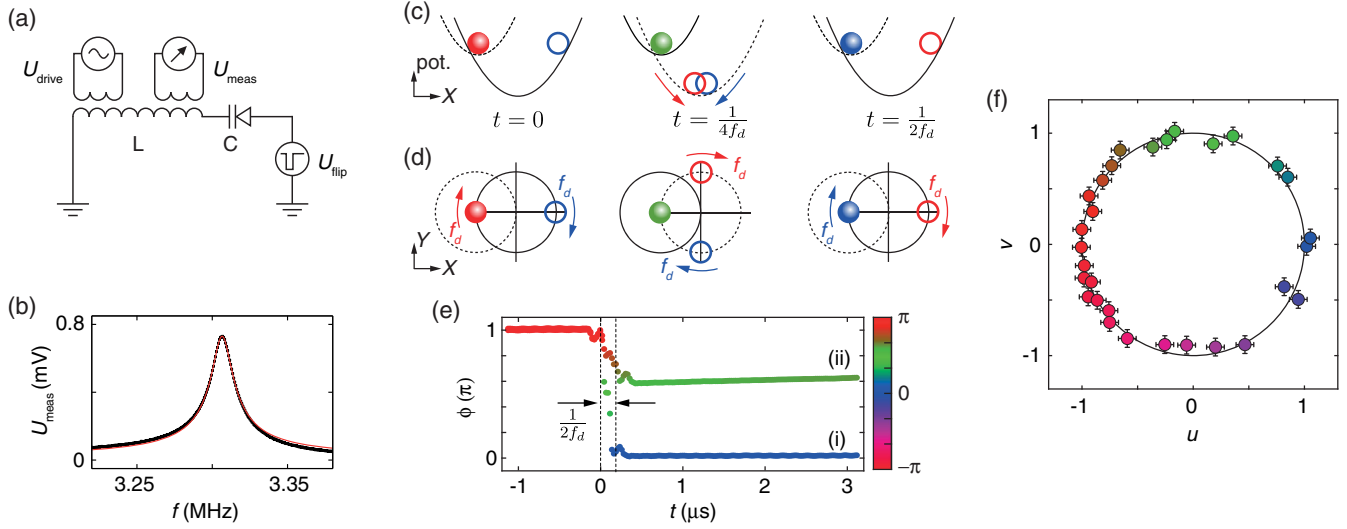 (a)
U_drive
U_meas
L
C
U_flip
(b)
0.8
0
U_meas (mV)
3.25
3.35
f (MHz)
(c)
pot.
X
t = 0
t = 1/(4f_d)
t = 1/(2f_d)
(d)
f_d
f_d
f_d
f_d
f_d
f_d
Y
X
(e)
1
0
ϕ (π)
1/(2f_d)
(ii)
(i)
-1
0
1
2
3
t (μs)
π
0
-π
(f)
1
0
-1
v
-1
0
1
u